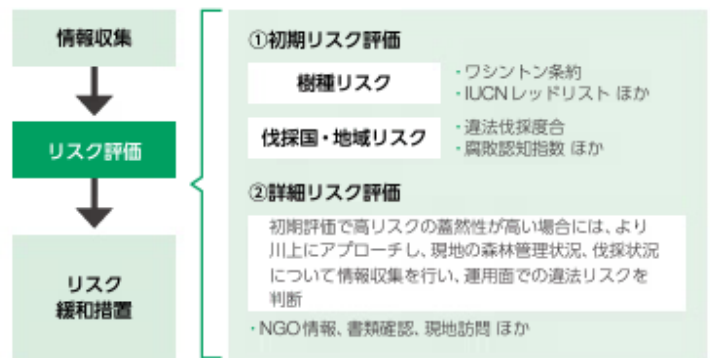 情報収集
リスク評価
リスク
緩和措置
①初期リスク評価
樹種リスク
・ワシントン条約
・IUCNレッドリスト ほか
伐採国・地域リスク
・違法伐採度合
・腐敗認知指数 ほか
②詳細リスク評価
初期評価で高リスクの蓋然性が高い場合には、より
川上にアプローチし、現地の森林管理状況、伐採状況
について情報収集を行い、運用面での違法リスクを
判断
・NGO情報、書類確認、現地訪問 ほか